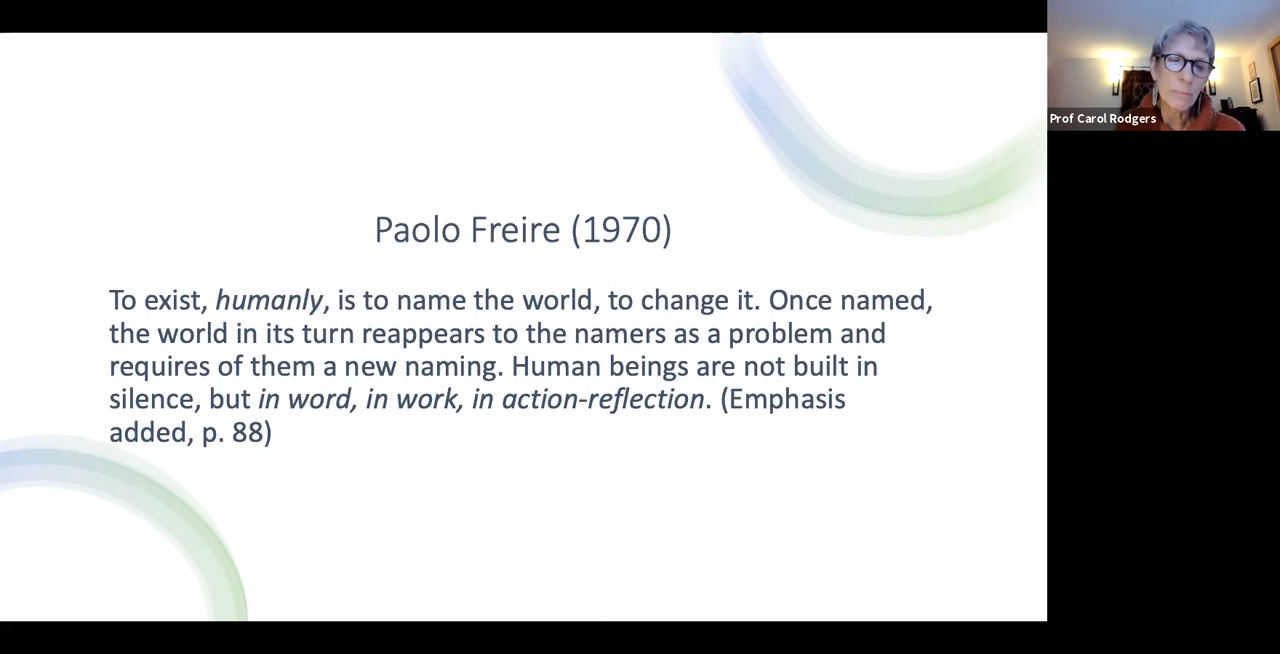 Paolo Freire (1970)
To exist, humanly, is to name the world, to change it. Once named,
the world in its turn reappears to the namers as a problem and
requires of them a new naming. Human beings are not built in
silence, but in word, in work, in action-reflection. (Emphasis
added, p. 88)
Prof Carol Rodgers